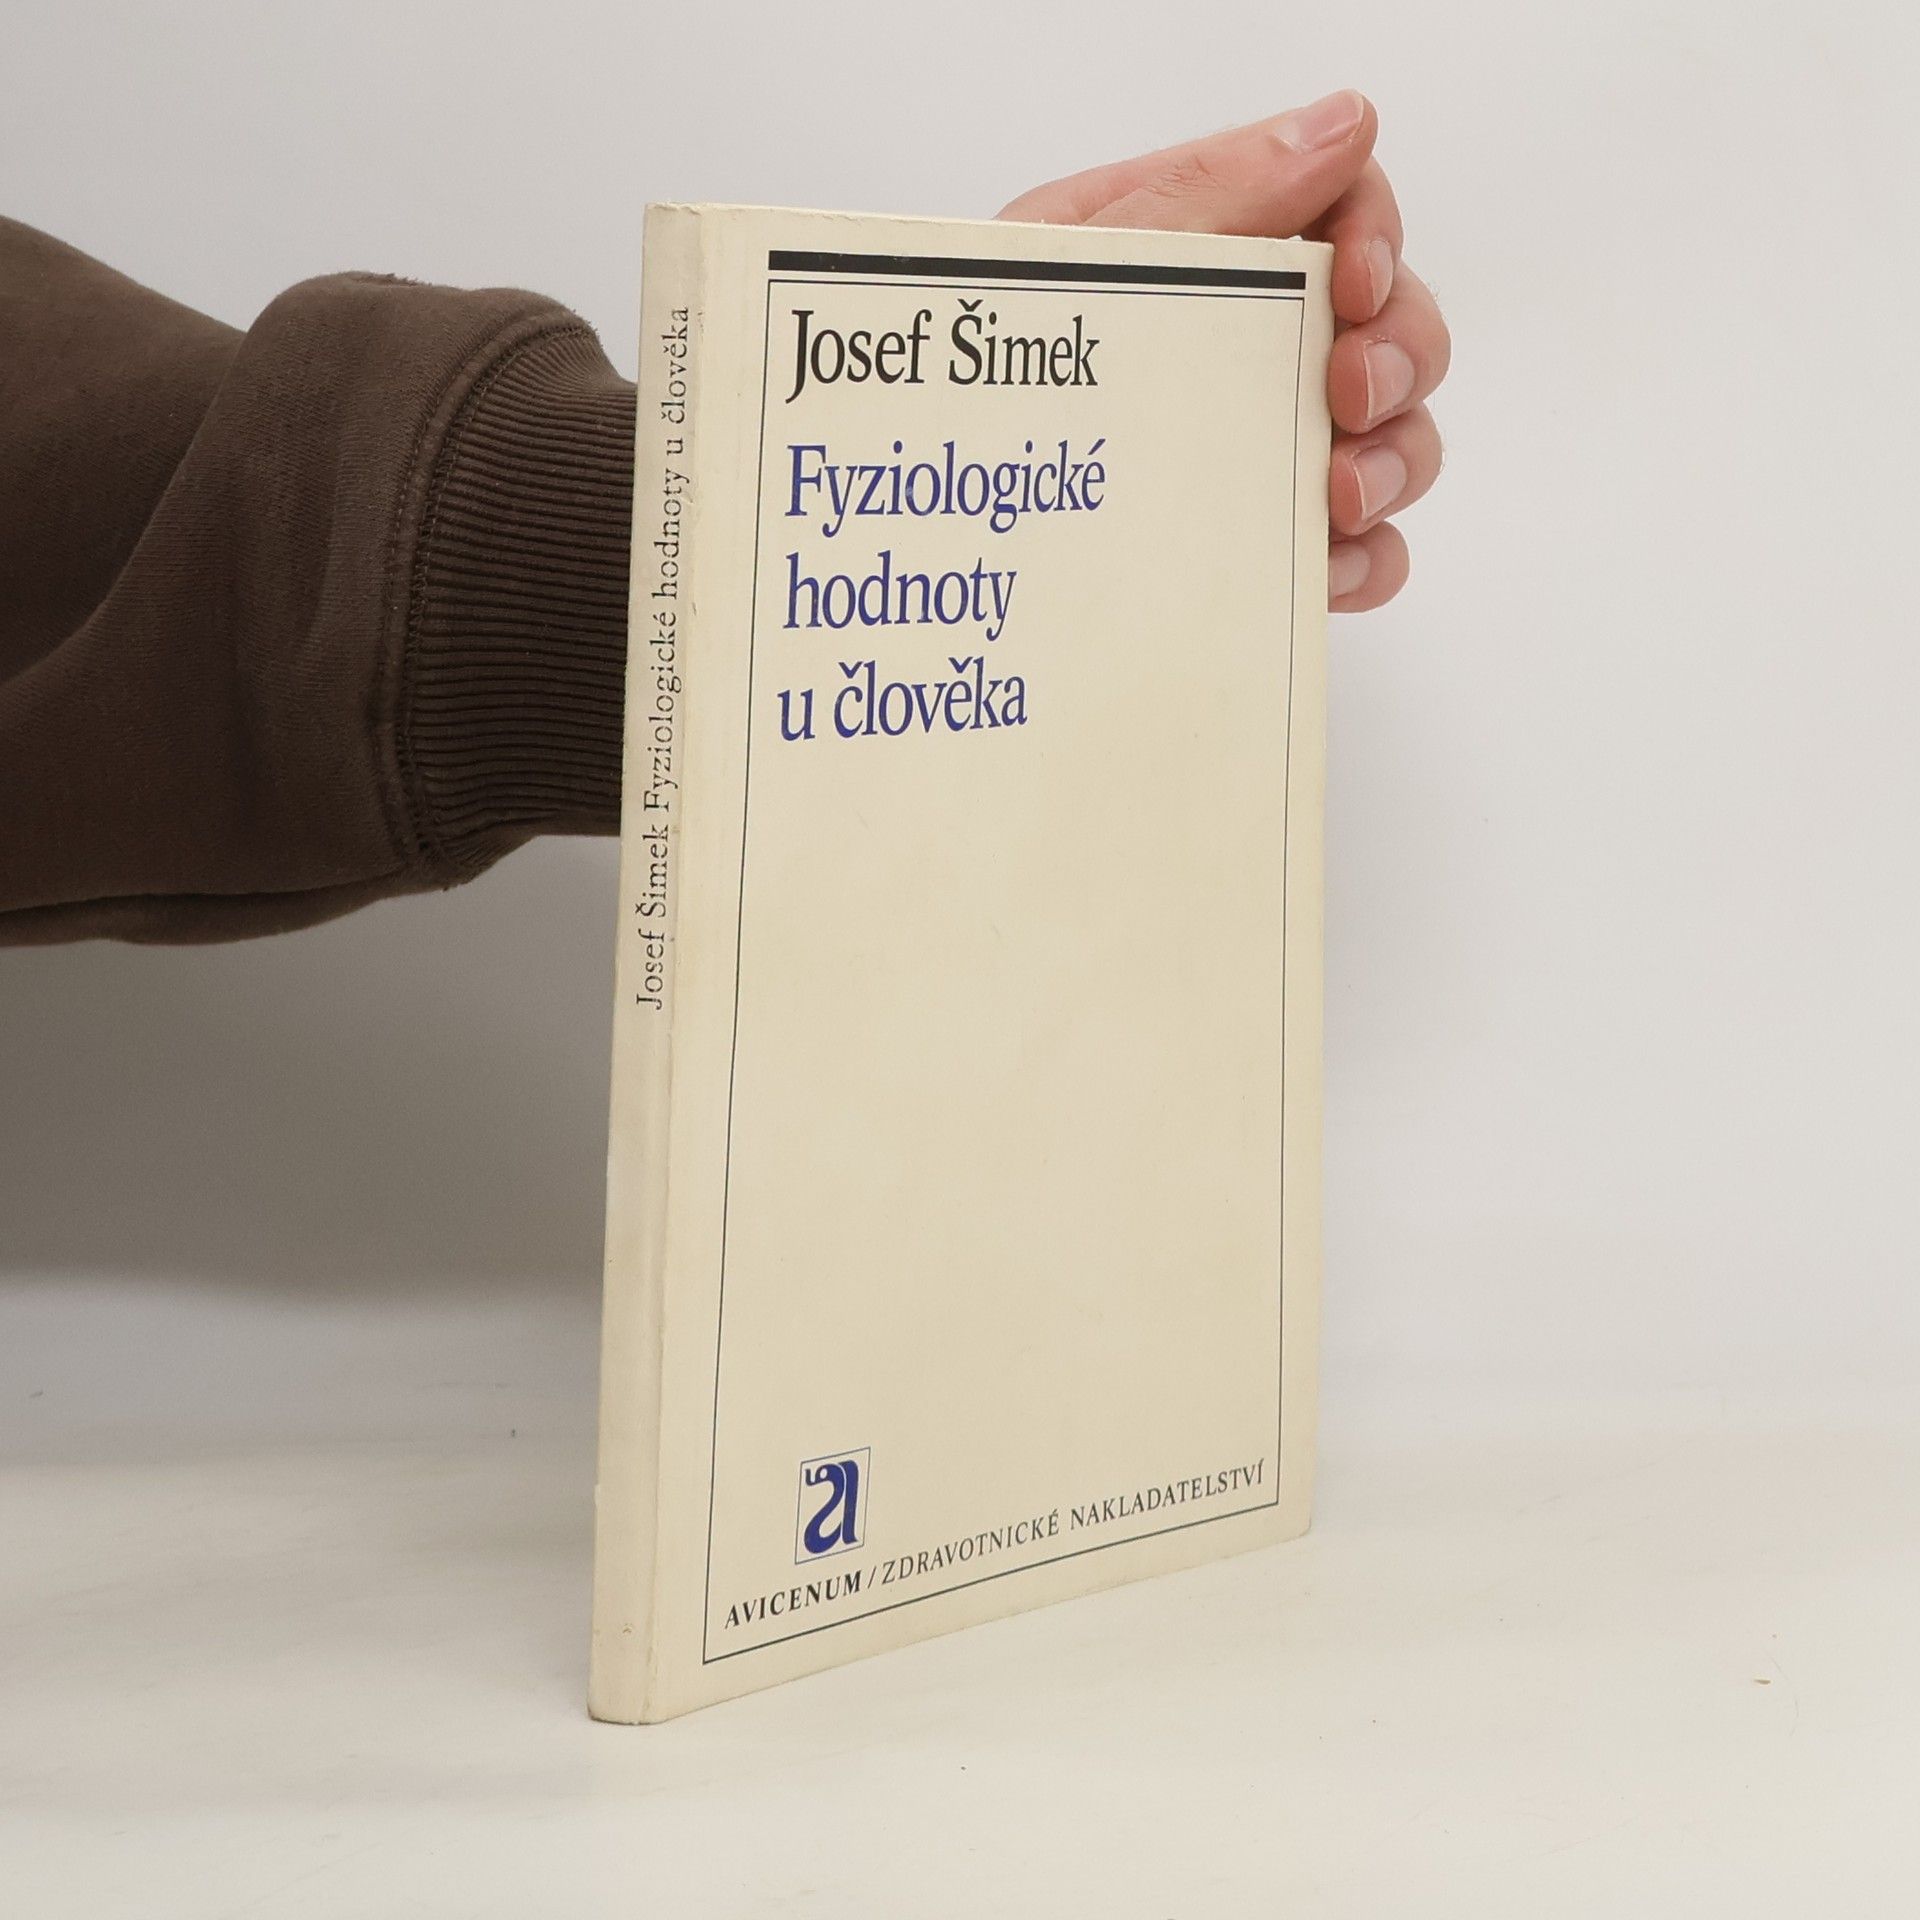 Josef Šimek Fyziologické hodnoty u člověka
Josef Šimek
Fyziologické
hodnoty
u člověka
AVICENUM/ZDRAVOTNICKÉ NAKLADATELSTVÍ